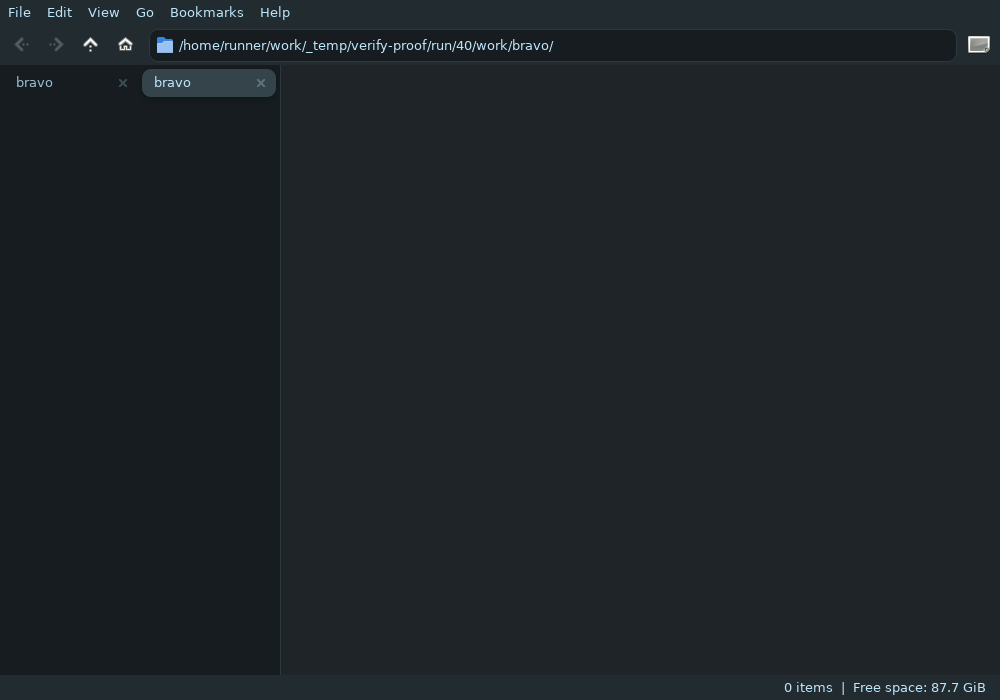 File Edit View Go Bookmarks Help
/home/runner/work/_temp/verify-proof/run/40/work/bravo/
bravo bravo
0 items | Free space: 87.7 GiB